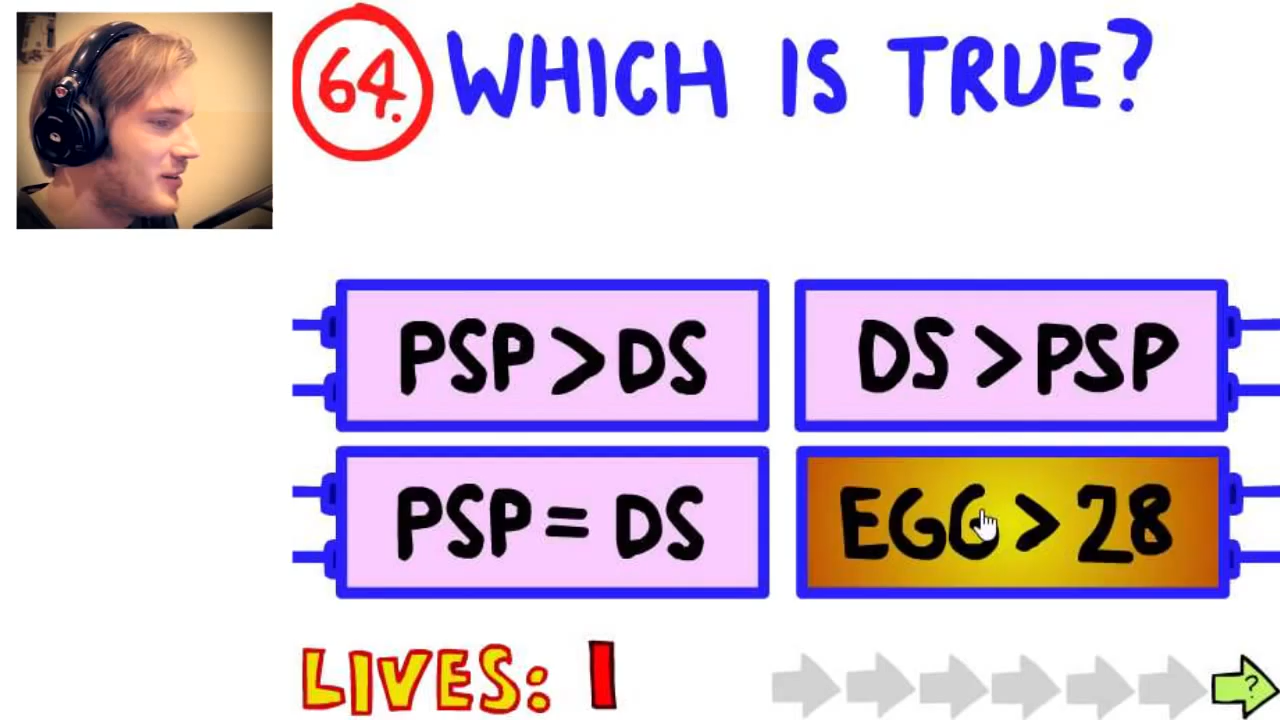 64. WHICH IS TRUE?
PSP > DS
DS > PSP
PSP = DS
EGG > 28
LIVES: 1
?